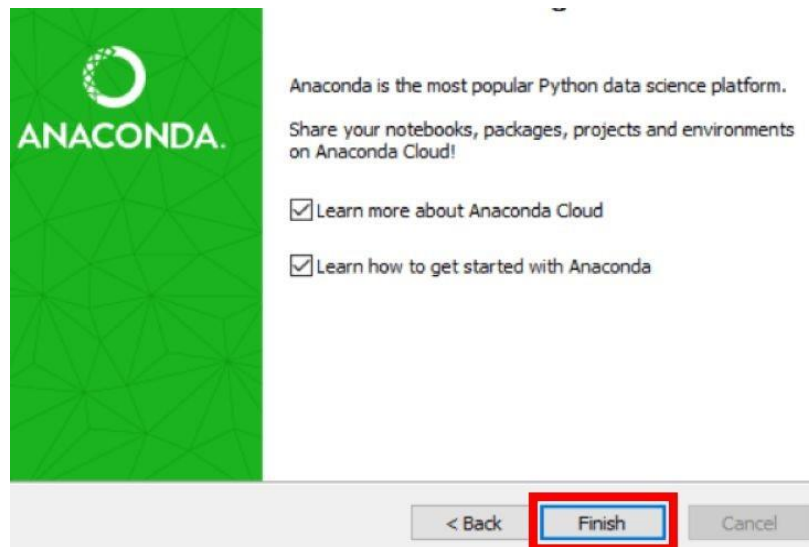 ANACONDA.
Anaconda is the most popular Python data science platform.
Share your notebooks, packages, projects and environments
on Anaconda Cloud!
Learn more about Anaconda Cloud
Learn how to get started with Anaconda
< Back
Finish
Cancel